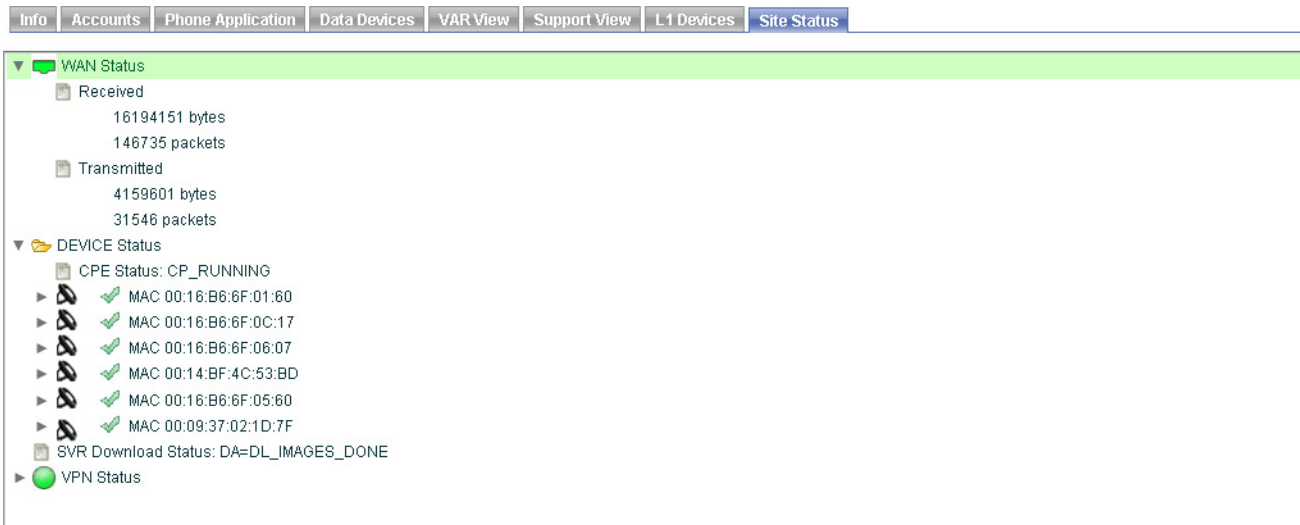 Info Accounts Phone Application Data Devices VAR View Support View L1 Devices Site Status
WAN Status
Received
16194151 bytes
146735 packets
Transmitted
4159601 bytes
31546 packets
DEVICE Status
CPE Status: CP_RUNNING
MAC 00:16:B6:6F:01:60
MAC 00:16:B6:6F:0C:17
MAC 00:16:B6:6F:06:07
MAC 00:14:BF:4C:53:BD
MAC 00:16:B6:6F:05:60
MAC 00:09:37:02:1D:7F
SVR Download Status: DA=DL_IMAGES_DONE
VPN Status